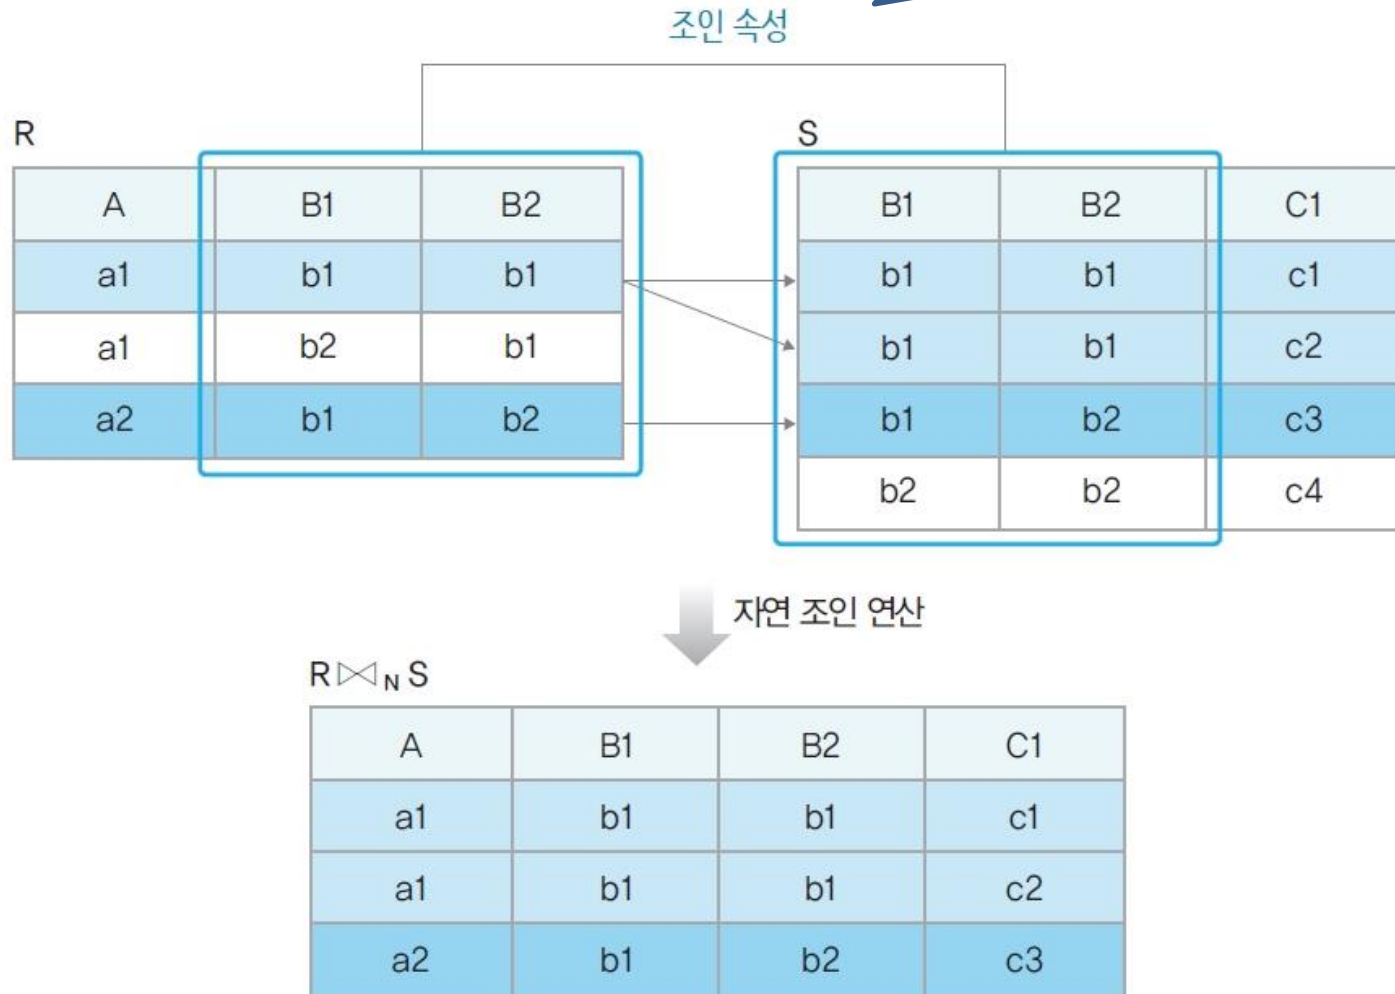 조인 속성
R
A B1 B2
a1 b1 b1
a1 b2 b1
a2 b1 b2
S
B1 B2 C1
b1 b1 c1
b1 b1 c2
b1 b2 c3
b2 b2 c4
자연 조인 연산
R⋈N S
A B1 B2 C1
a1 b1 b1 c1
a1 b1 b1 c2
a2 b1 b2 c3